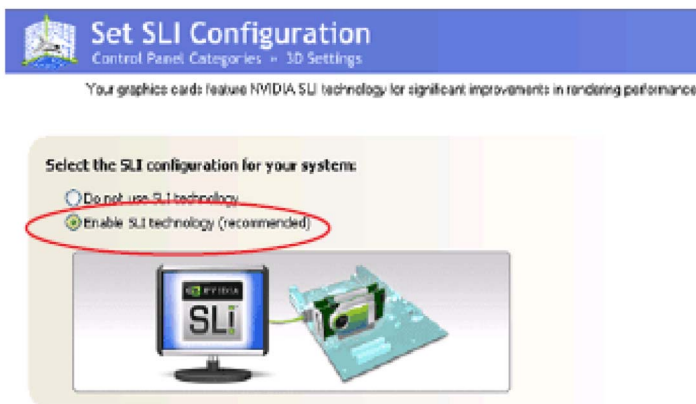 Set SLI Configuration
Control Panel Categories » 3D Settings
Your graphics cards feature NVIDIA SLI technology for significant improvements in rendering performance
Select the SLI configuration for your system:
Do not use SLI technology
Enable SLI technology (recommended)
NVIDIA
SLI